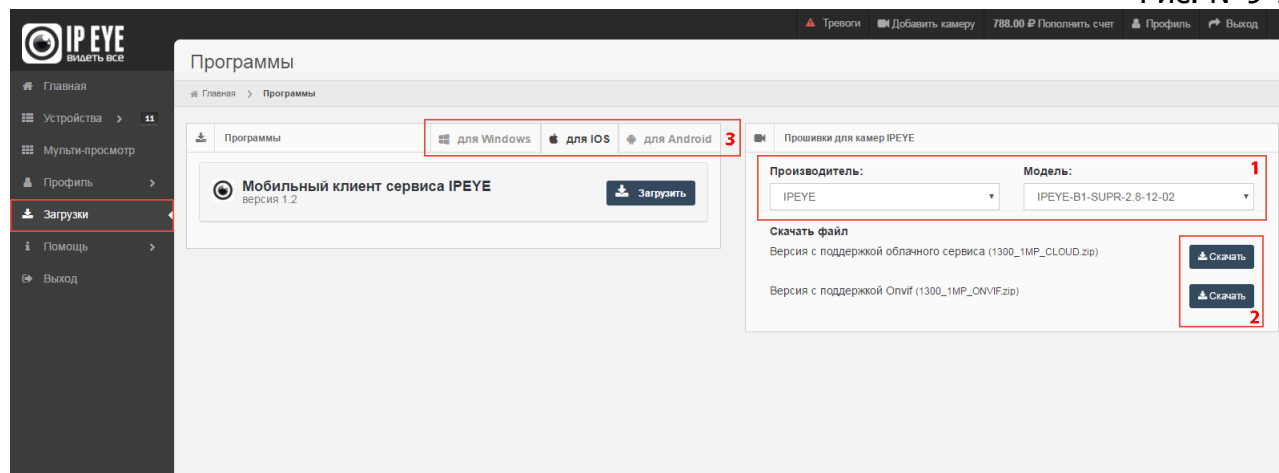 ⚠ Тревоги Добавить камеру 788.00 ₽ Пополнить счет Профиль Выход
IP EYE
видеть все
Программы
Главная
Главная > Программы
Устройства > 11
Мульти-просмотр
Профиль >
Загрузки
Помощь >
Выход
Программы для Windows для IOS для Android 3
Мобильный клиент сервиса IPEYE
версия 1.2
Загрузить
Прошивки для камер IPEYE
Производитель: Модель: 1
IPEYE IPEYE-B1-SUPR-2.8-12-02
Скачать файл
Версия с поддержкой облачного сервиса (1300_1MP_CLOUD.zip) Скачать
Версия с поддержкой Onvif (1300_1MP_ONVIF.zip) Скачать
2